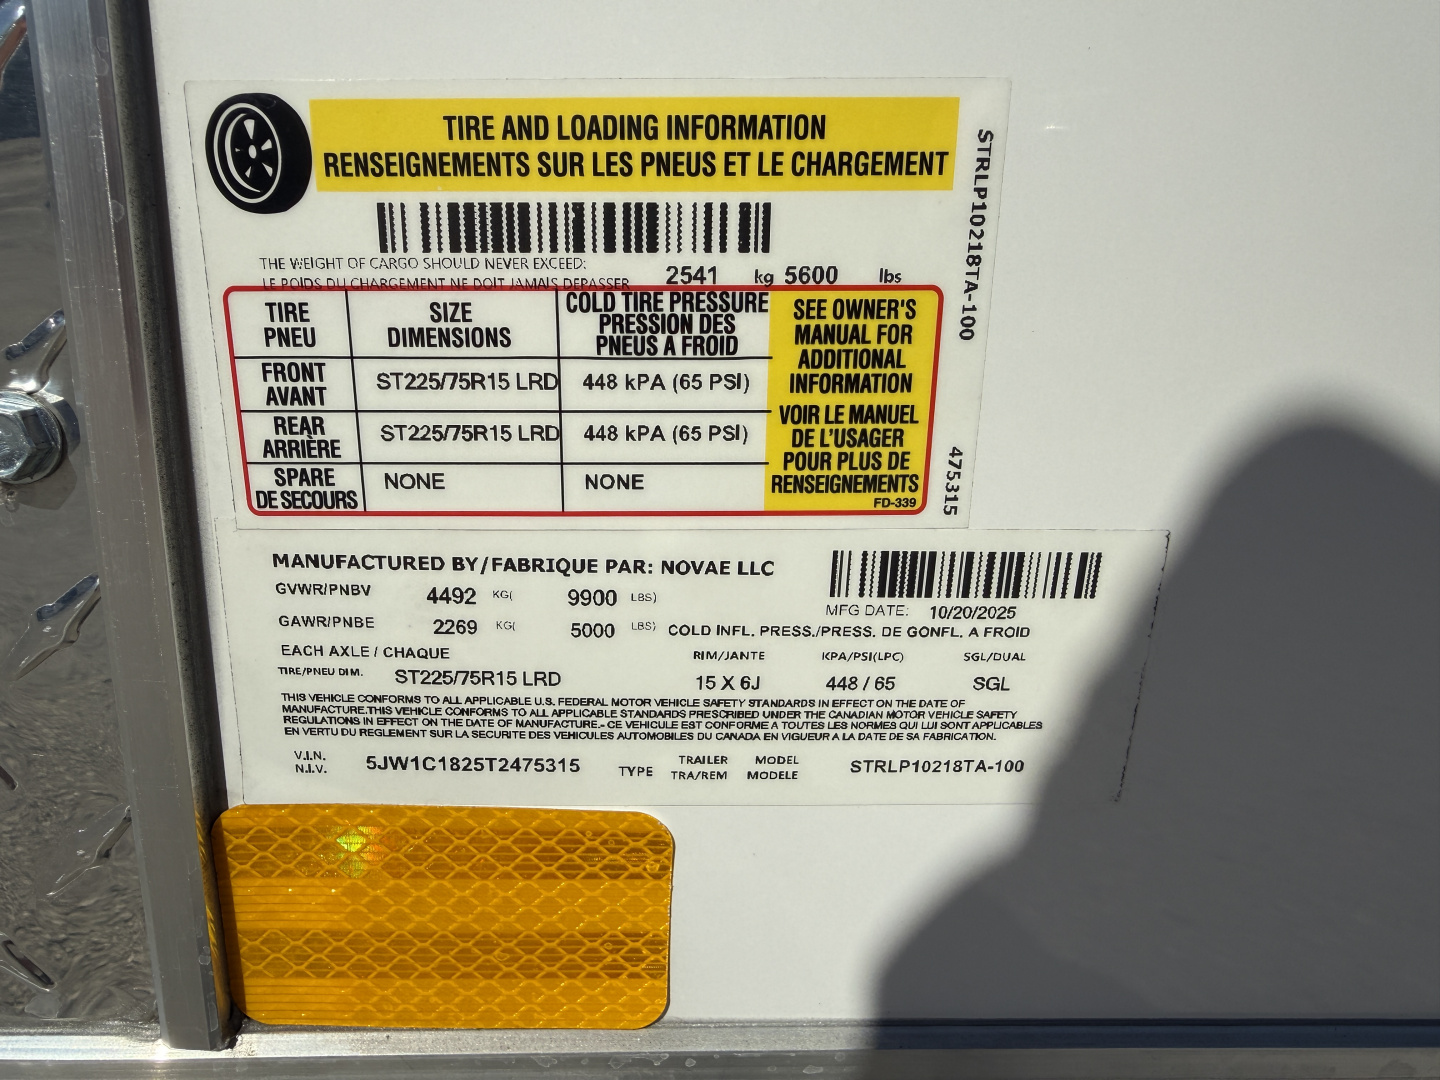 TIRE AND LOADING INFORMATION
RENSEIGNEMENTS SUR LES PNEUS ET LE CHARGEMENT
THE WEIGHT OF CARGO SHOULD NEVER EXCEED:
LE POIDS DU CHARGEMENT NE DOIT JAMAIS DEPASSER 2541 kg 5600 lbs
TIRE PNEU SIZE DIMENSIONS COLD TIRE PRESSURE PRESSION DES PNEUS A FROID
FRONT AVANT ST225/75R15 LRD 448 kPA (65 PSI)
REAR ARRIÈRE ST225/75R15 LRD 448 kPA (65 PSI)
SPARE DE SECOURS NONE NONE
SEE OWNER'S
MANUAL FOR
ADDITIONAL
INFORMATION
VOIR LE MANUEL
DE L'USAGER
POUR PLUS DE
RENSEIGNEMENTS
FD-339
STRLP10218TA-100
475315
MANUFACTURED BY/FABRIQUE PAR: NOVAE LLC
GVWR/PNBV 4492 KG( 9900 LBS)
MFG DATE: 10/20/2025
GAWR/PNBE 2269 KG( 5000 LBS) COLD INFL. PRESS./PRESS. DE GONFL. A FROID
EACH AXLE / CHAQUE RIM/JANTE KPA/PSI(LPC) SGL/DUAL
TIRE/PNEU DIM. ST225/75R15 LRD 15 X 6J 448 / 65 SGL
THIS VEHICLE CONFORMS TO ALL APPLICABLE U.S. FEDERAL MOTOR VEHICLE SAFETY STANDARDS IN EFFECT ON THE DATE OF
MANUFACTURE.THIS VEHICLE CONFORMS TO ALL APPLICABLE STANDARDS PRESCRIBED UNDER THE CANADIAN MOTOR VEHICLE SAFETY
REGULATIONS IN EFFECT ON THE DATE OF MANUFACTURE.- CE VEHICULE EST CONFORME A TOUTES LES NORMES QUI LUI SONT APPLICABLES
EN VERTU DU REGLEMENT SUR LA SECURITE DES VEHICULES AUTOMOBILES DU CANADA EN VIGUEUR A LA DATE DE SA FABRICATION.
V.I.N. N.I.V. 5JW1C1825T2475315 TYPE TRAILER TRA/REM MODEL MODELE STRLP10218TA-100